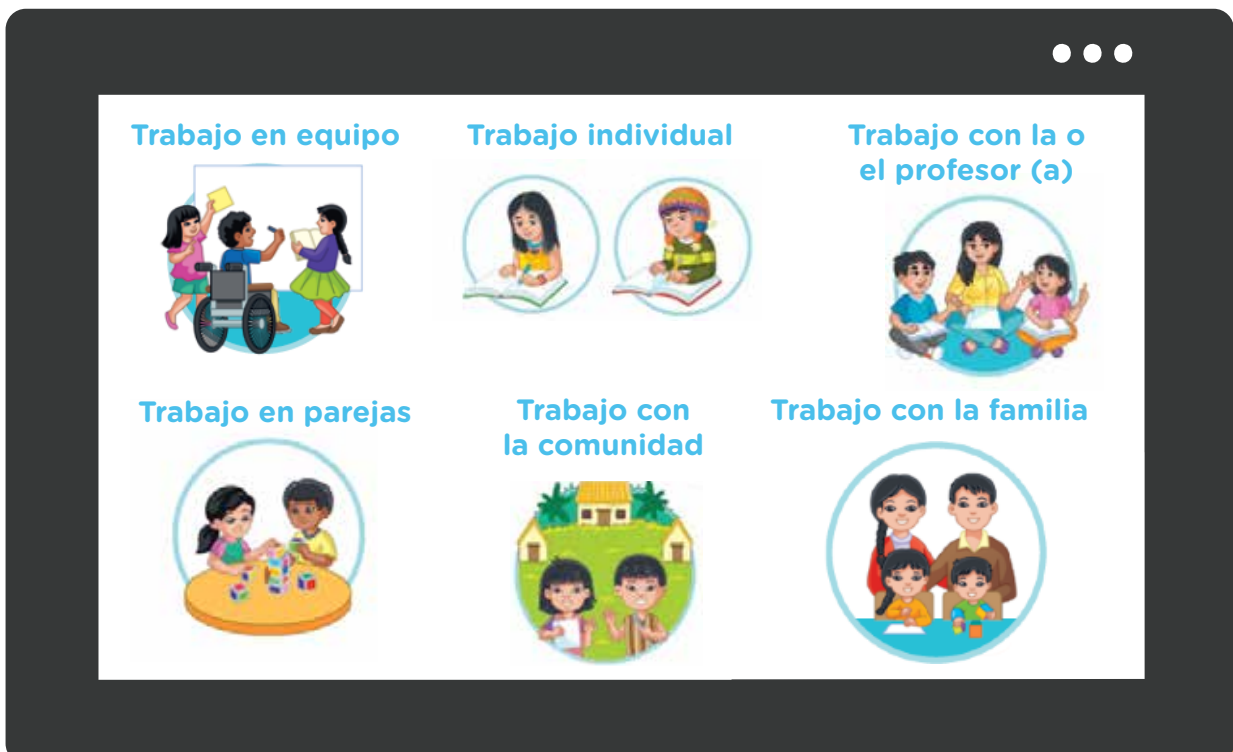 Trabajo en equipo
Trabajo individual
Trabajo con la o
el profesor (a)
Trabajo en parejas
Trabajo con
la comunidad
Trabajo con la familia